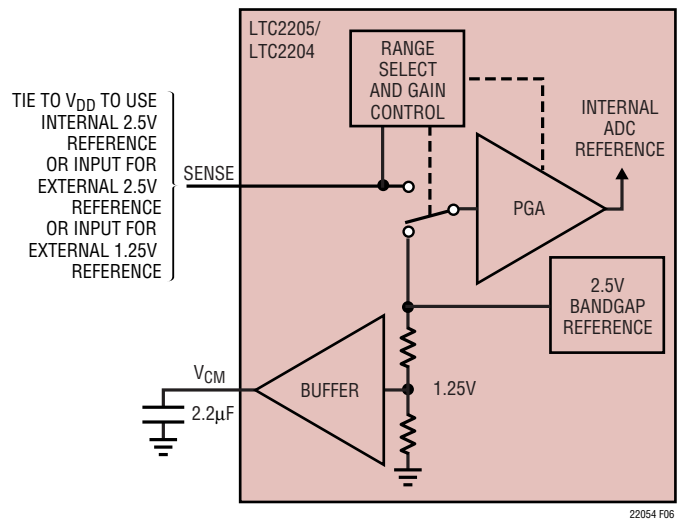 LTC2205/
LTC2204
RANGE
SELECT
AND GAIN
CONTROL
TIE TO VDD TO USE
INTERNAL 2.5V
REFERENCE
OR INPUT FOR
EXTERNAL 2.5V
REFERENCE
OR INPUT FOR
EXTERNAL 1.25V
REFERENCE
SENSE
INTERNAL
ADC
REFERENCE
PGA
2.5V
BANDGAP
REFERENCE
VCM
BUFFER
1.25V
2.2μF
22054 F06